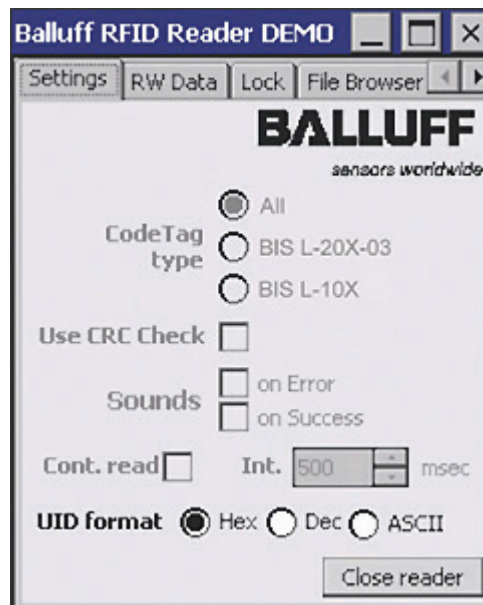 Balluff RFID Reader DEMO
Settings RW Data Lock File Browser
BALLUFF
sensors worldwide
All
CodeTag type
BIS L-20X-03
BIS L-10X
Use CRC Check
on Error
Sounds
on Success
Cont. read Int. 500 msec
UID format Hex Dec ASCII
Close reader